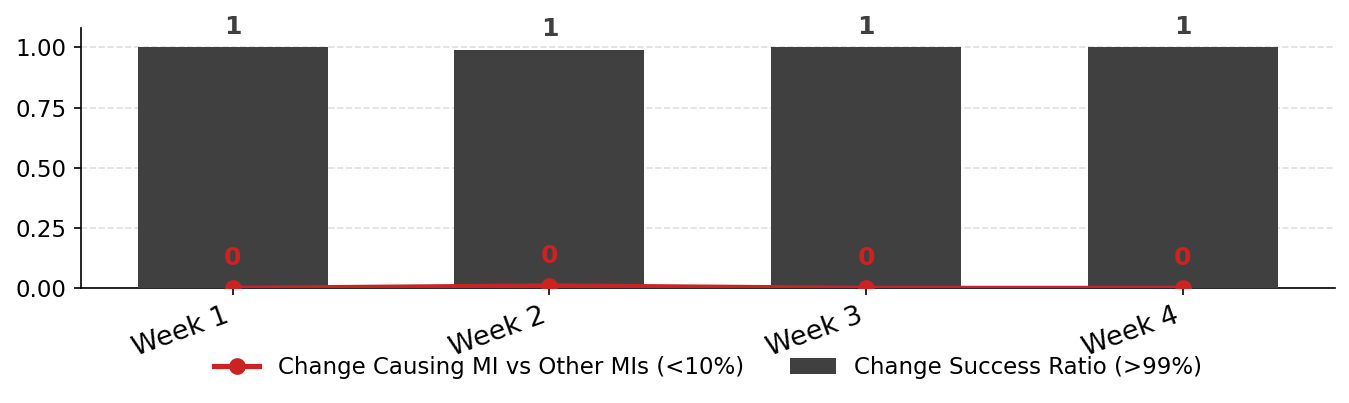 1 1 1 1
1.00
0.75
0.50
0.25
0 0 0 0
0.00
Week 1 Week 2 Week 3 Week 4
Change Causing MI vs Other MIs (<10%) Change Success Ratio (>99%)